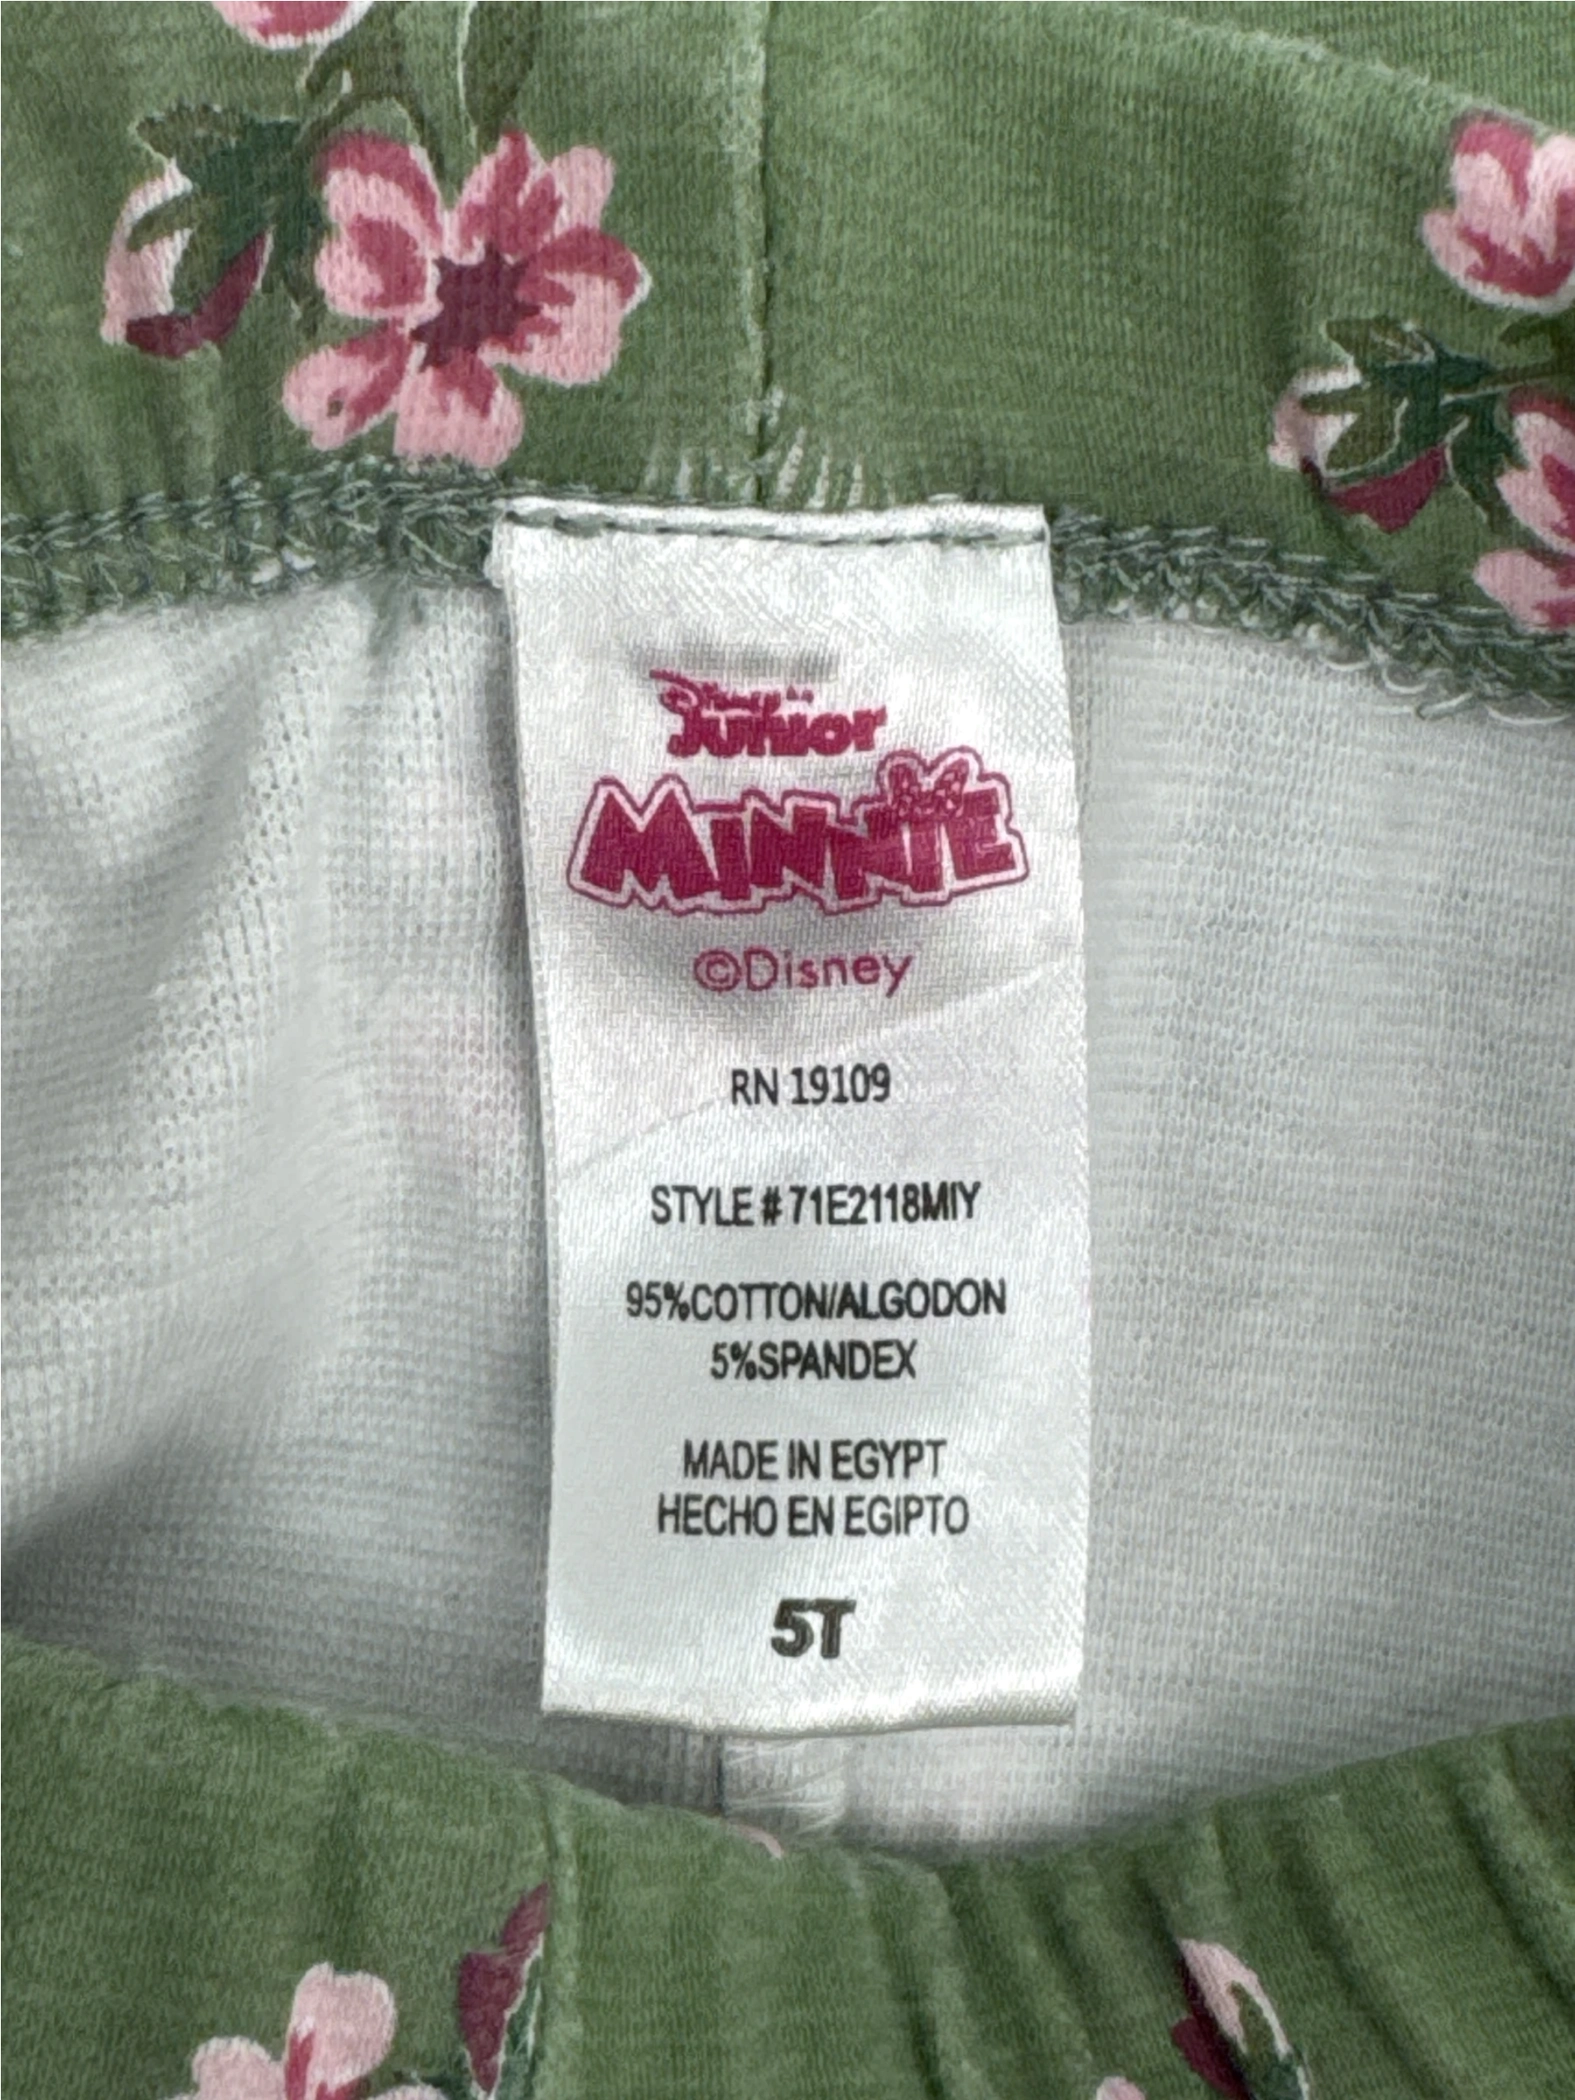 Disney
Junior
MINNIE
©Disney
RN 19109
STYLE # 71E2118MIY
95%COTTON/ALGODON
5%SPANDEX
MADE IN EGYPT
HECHO EN EGIPTO
5T